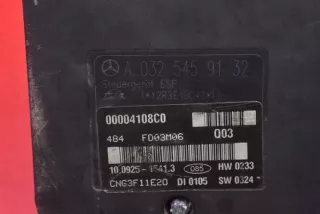 A 032 545 91 32
Steuergerät ESP
00004108C0
484 FD03M06 Q03
10.0925-1541.3 085 HW 0233
CNG3F11E20 DI 0105 SW 0324